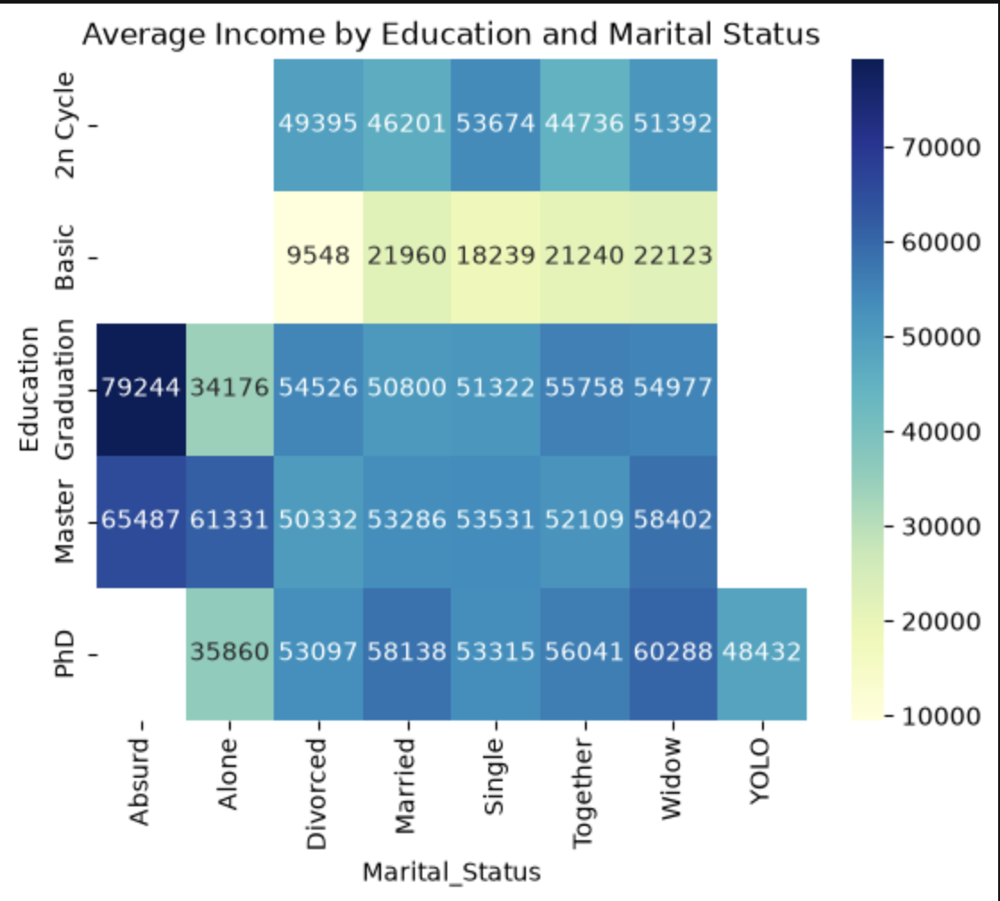 Average Income by Education and Marital Status
Education
2n Cycle
49395 46201 53674 44736 51392
Basic
9548 21960 18239 21240 22123
Graduation
79244 34176 54526 50800 51322 55758 54977
Master
65487 61331 50332 53286 53531 52109 58402
PhD
35860 53097 58138 53315 56041 60288 48432
Absurd
Alone
Divorced
Married
Single
Together
Widow
YOLO
Marital_Status
70000
60000
50000
40000
30000
20000
10000